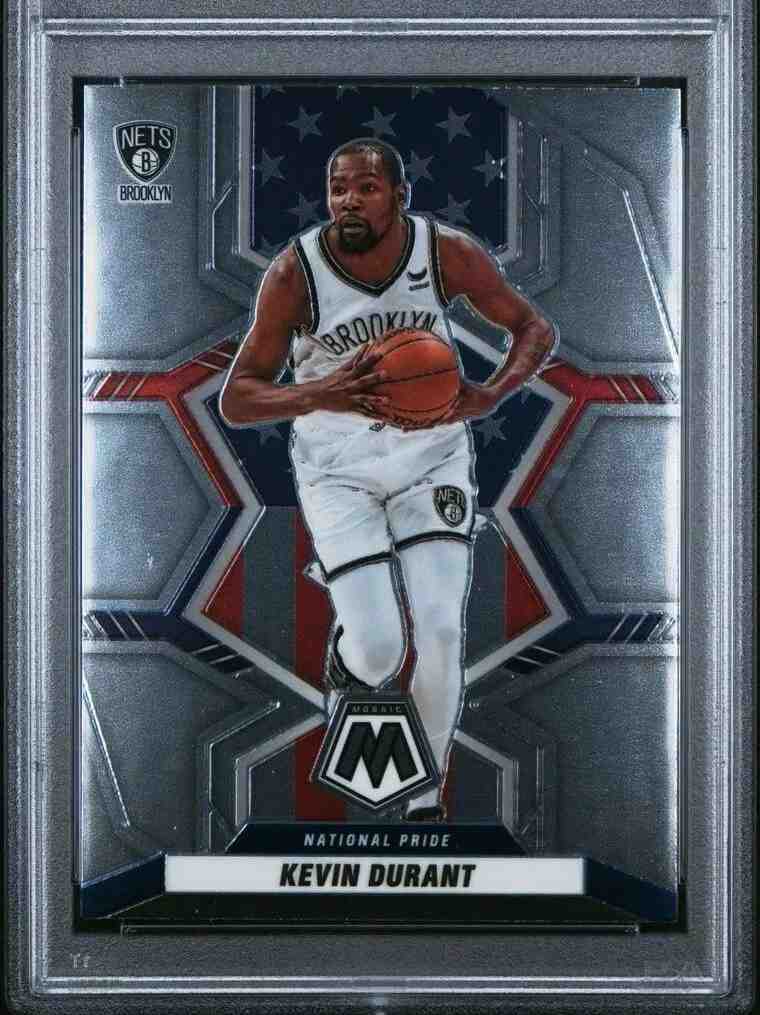 NETS
B
BROOKLYN
BROOKLYN
NETS
B
MOSAIC
M
NATIONAL PRIDE
KEVIN DURANT